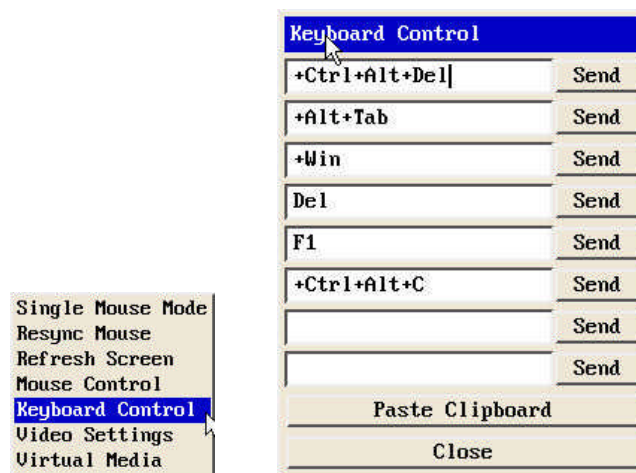 Keyboard Control
+Ctrl+Alt+Del Send
+Alt+Tab Send
+Win Send
Del Send
F1 Send
+Ctrl+Alt+C Send
Send
Send
Paste Clipboard
Close
Single Mouse Mode
Resync Mouse
Refresh Screen
Mouse Control
Keyboard Control
Video Settings
Virtual Media